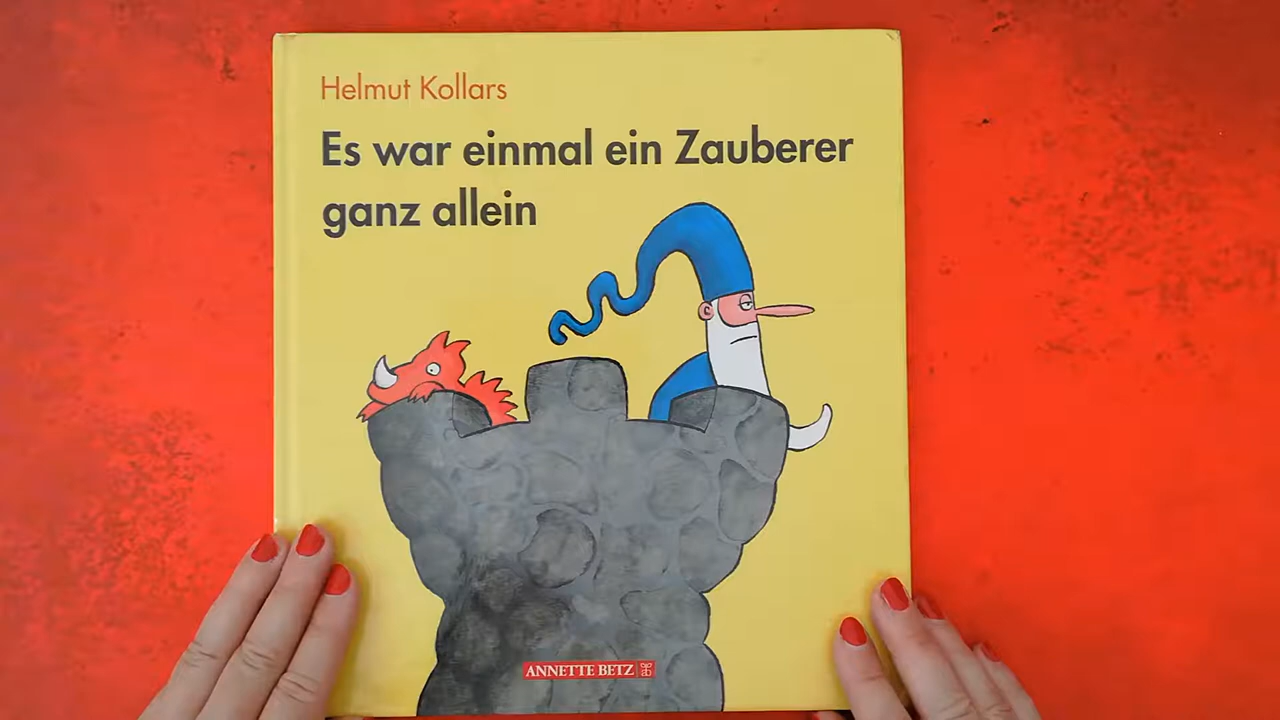 Helmut Kollars
Es war einmal ein Zauberer
ganz allein
ANNETTE BETZ